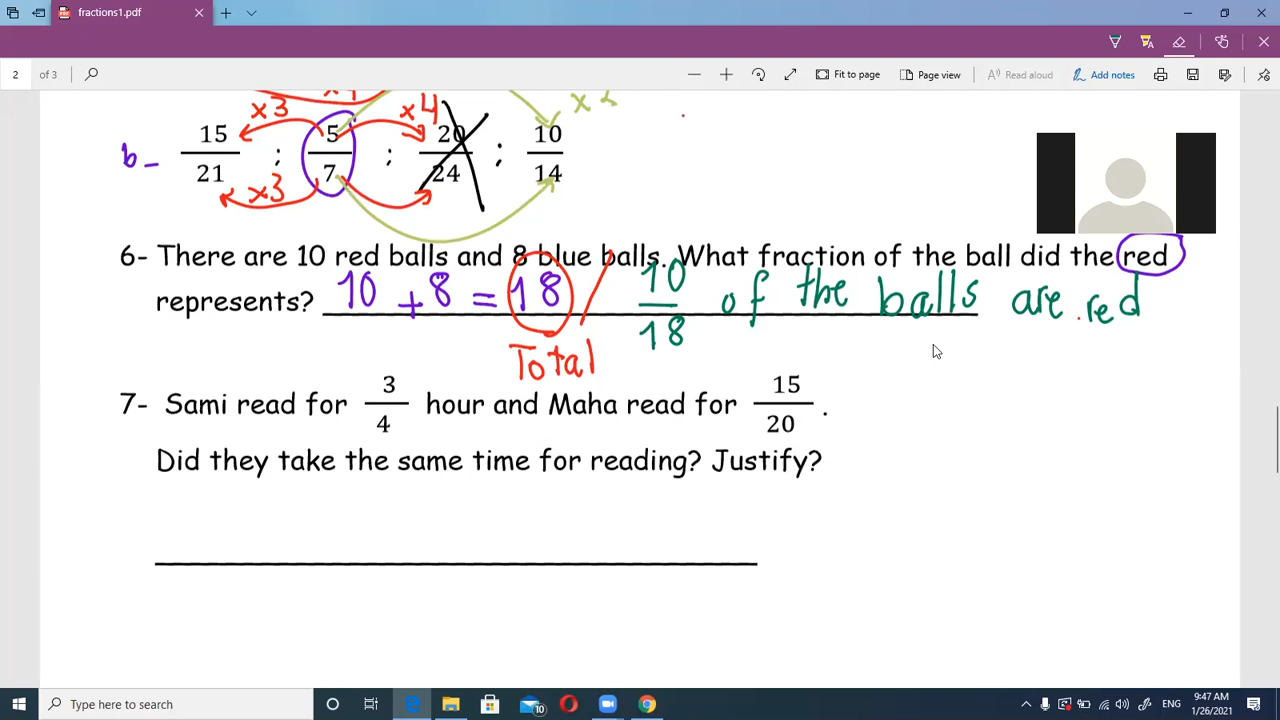 fractions1.pdf
2 of 3 Fit to page Page view Read aloud Add notes
x3 x4 x4 x2
b- 15/21 ; 5/7 ; 20/24 ; 10/14
x3
6- There are 10 red balls and 8 blue balls. What fraction of the ball did the red
represents? 10 + 8 = 18 / 10/18 of the balls are red
Total
7- Sami read for 3/4 hour and Maha read for 15/20 .
Did they take the same time for reading? Justify?
Type here to search
10
ENG
9:47 AM
1/26/2021